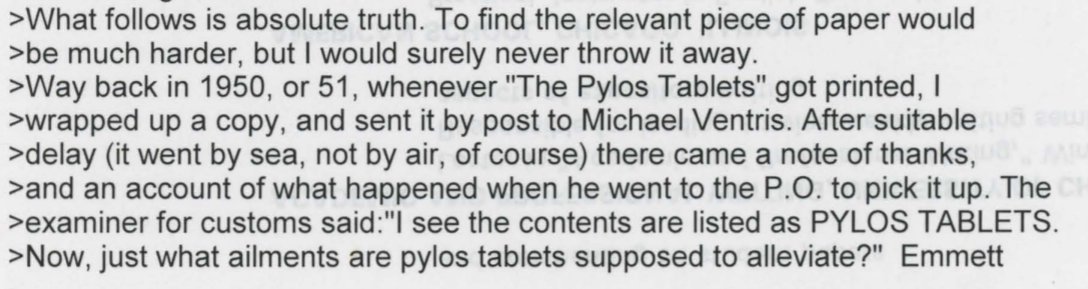 >What follows is absolute truth. To find the relevant piece of paper would
>be much harder, but I would surely never throw it away.
>Way back in 1950, or 51, whenever "The Pylos Tablets" got printed, I
>wrapped up a copy, and sent it by post to Michael Ventris. After suitable
>delay (it went by sea, not by air, of course) there came a note of thanks,
>and an account of what happened when he went to the P.O. to pick it up. The
>examiner for customs said:"I see the contents are listed as PYLOS TABLETS.
>Now, just what ailments are pylos tablets supposed to alleviate?" Emmett